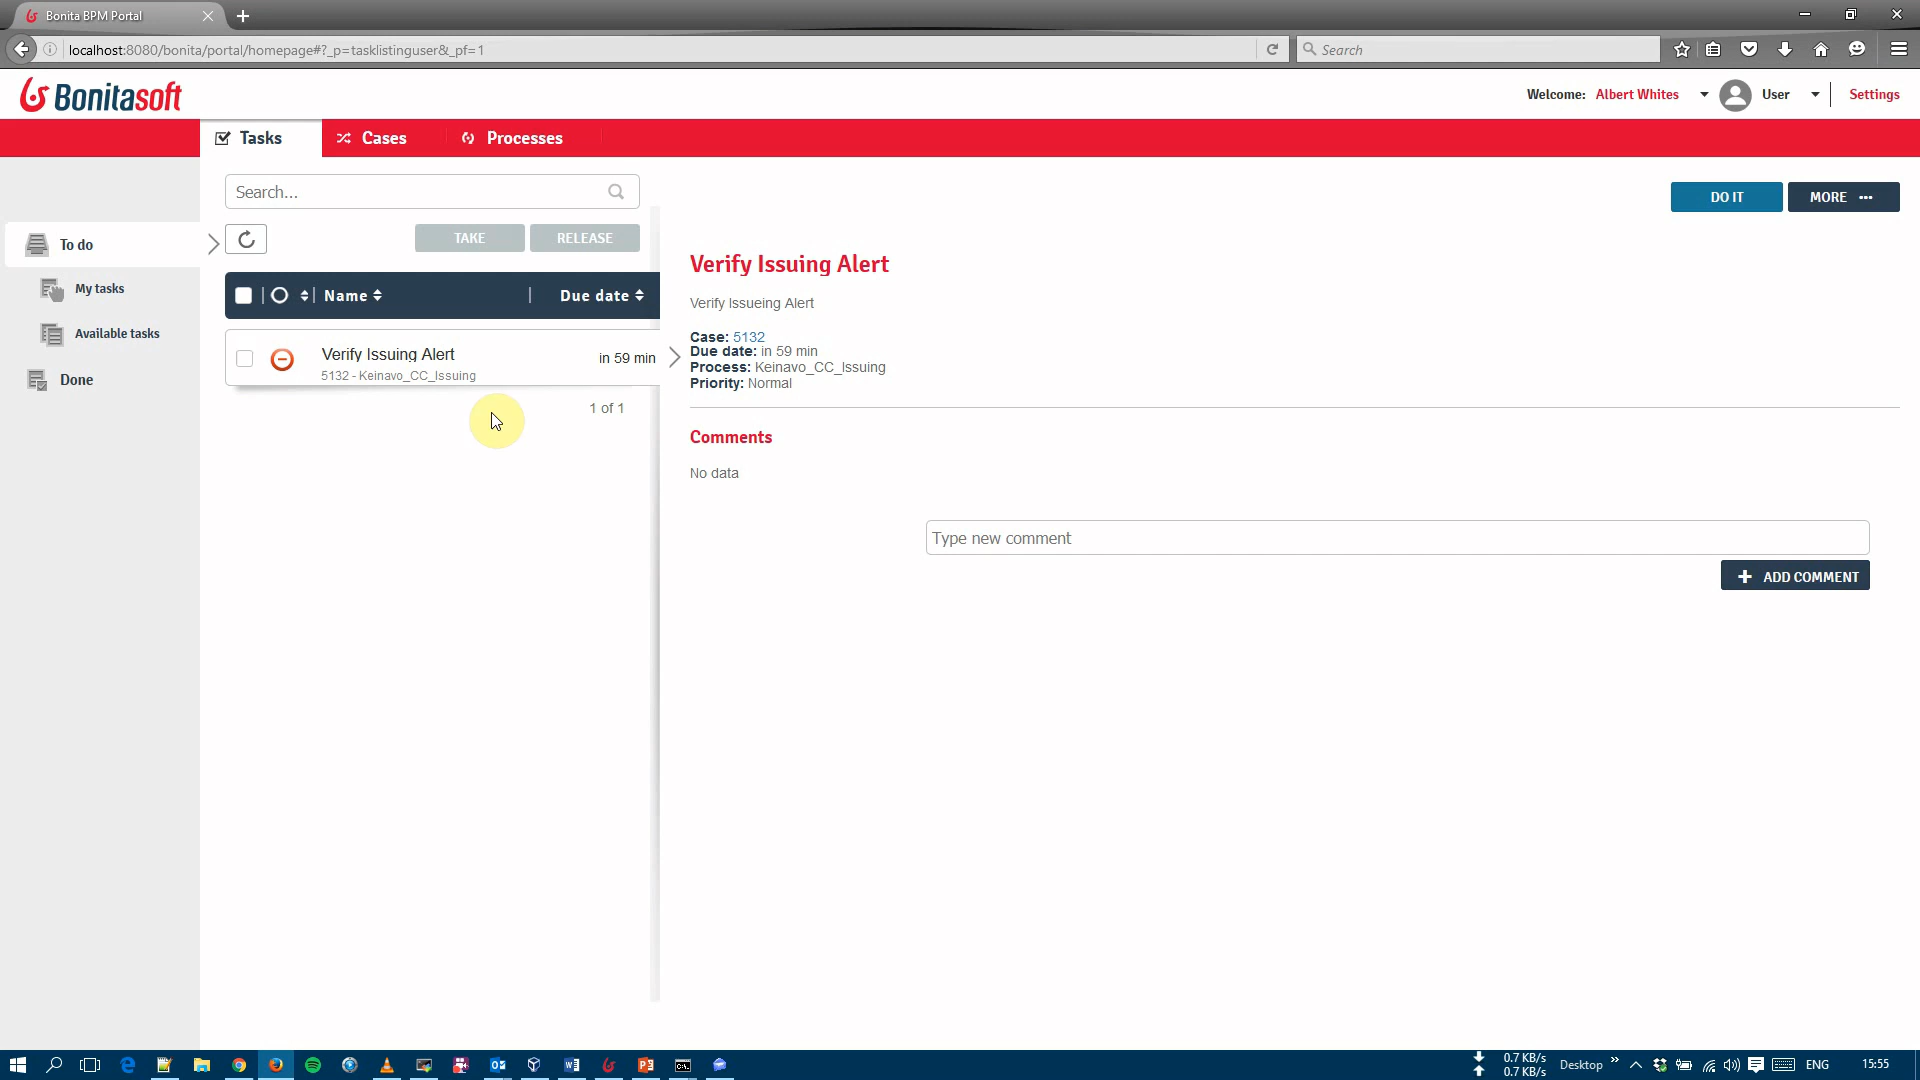 Bonita BPM Portal
localhost:8080/bonita/portal/homepage#?_p=tasklistinguser&_pf=1
Search
Bonitasoft
Welcome: Albert Whites
User
Settings
Tasks
Cases
Processes
Search...
DO IT
MORE
To do
TAKE
RELEASE
Verify Issuing Alert
My tasks
Name
Due date
Verify Issueing Alert
Available tasks
Case: 5132
Verify Issuing Alert
in 59 min
Due date: in 59 min
5132 - Keinavo_CC_Issuing
Process: Keinavo_CC_Issuing
Done
Priority: Normal
1 of 1
Comments
No data
Type new comment
ADD COMMENT
0.7 KB/s
0.7 KB/s
Desktop
ENG
15:55